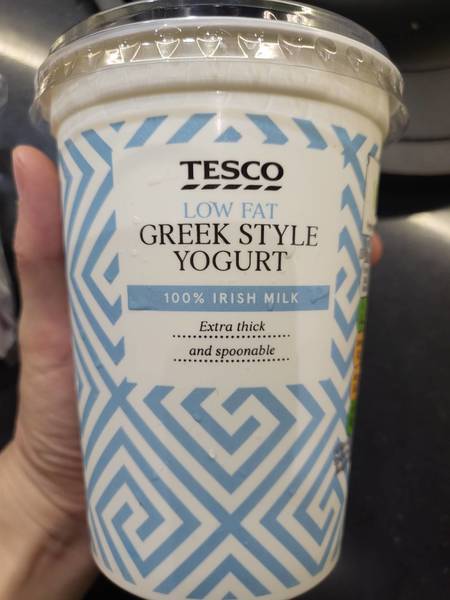 TESCO
LOW FAT
GREEK STYLE
YOGURT
100% IRISH MILK
Extra thick
and spoonable